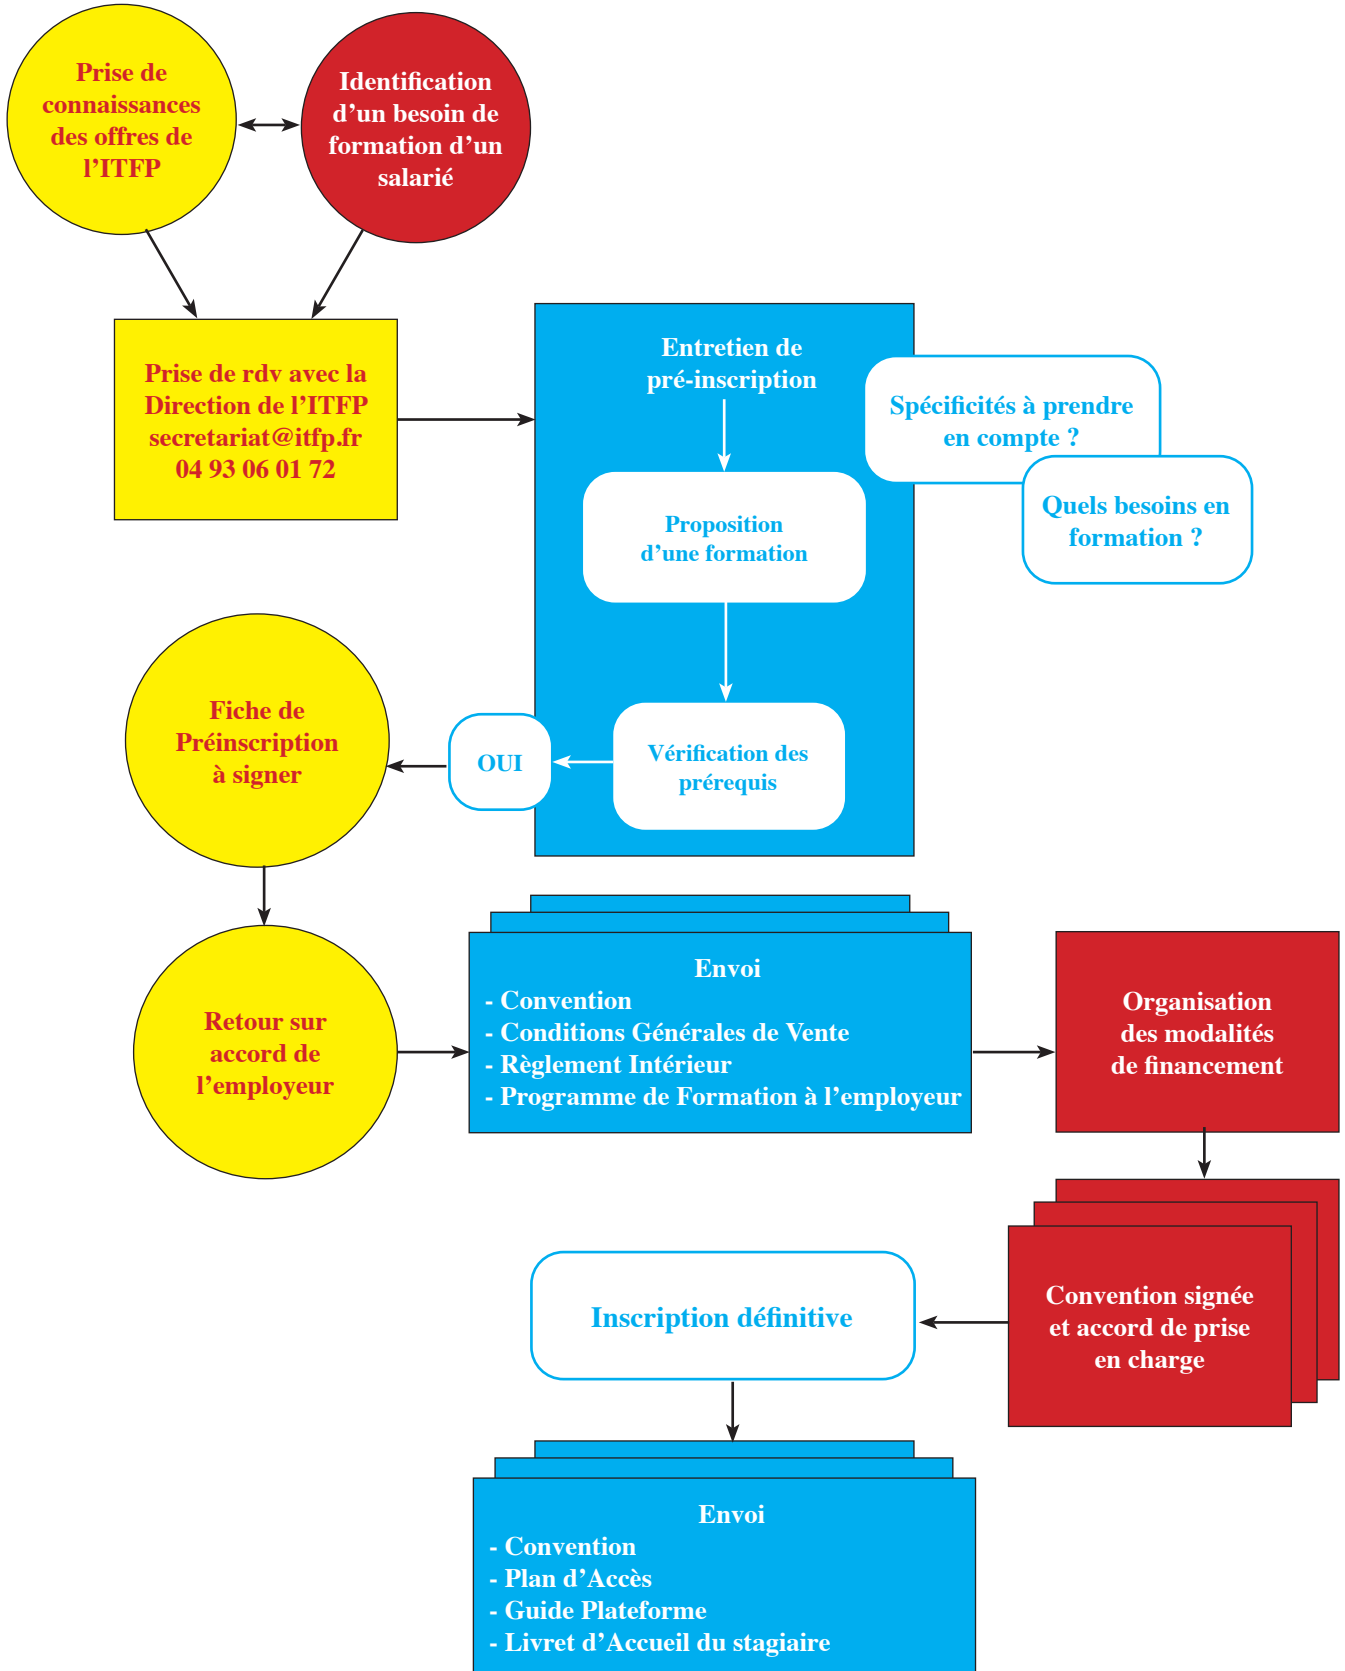 Prise de
connaissances
des offres de
l’ITFP
Identification
d’un besoin de
formation d’un
salarié
Prise de rdv avec la
Direction de l’ITFP
secretariat@itfp.fr
04 93 06 01 72
Entretien de
pré-inscription
Spécificités à prendre
en compte ?
Quels besoins en
formation ?
Proposition
d’une formation
Vérification des
prérequis
OUI
Fiche de
Préinscription
à signer
Retour sur
accord de
l’employeur
Envoi
- Convention
- Conditions Générales de Vente
- Règlement Intérieur
- Programme de Formation à l’employeur
Organisation
des modalités
de financement
Convention signée
et accord de prise
en charge
Inscription définitive
Envoi
- Convention
- Plan d’Accès
- Guide Plateforme
- Livret d’Accueil du stagiaire